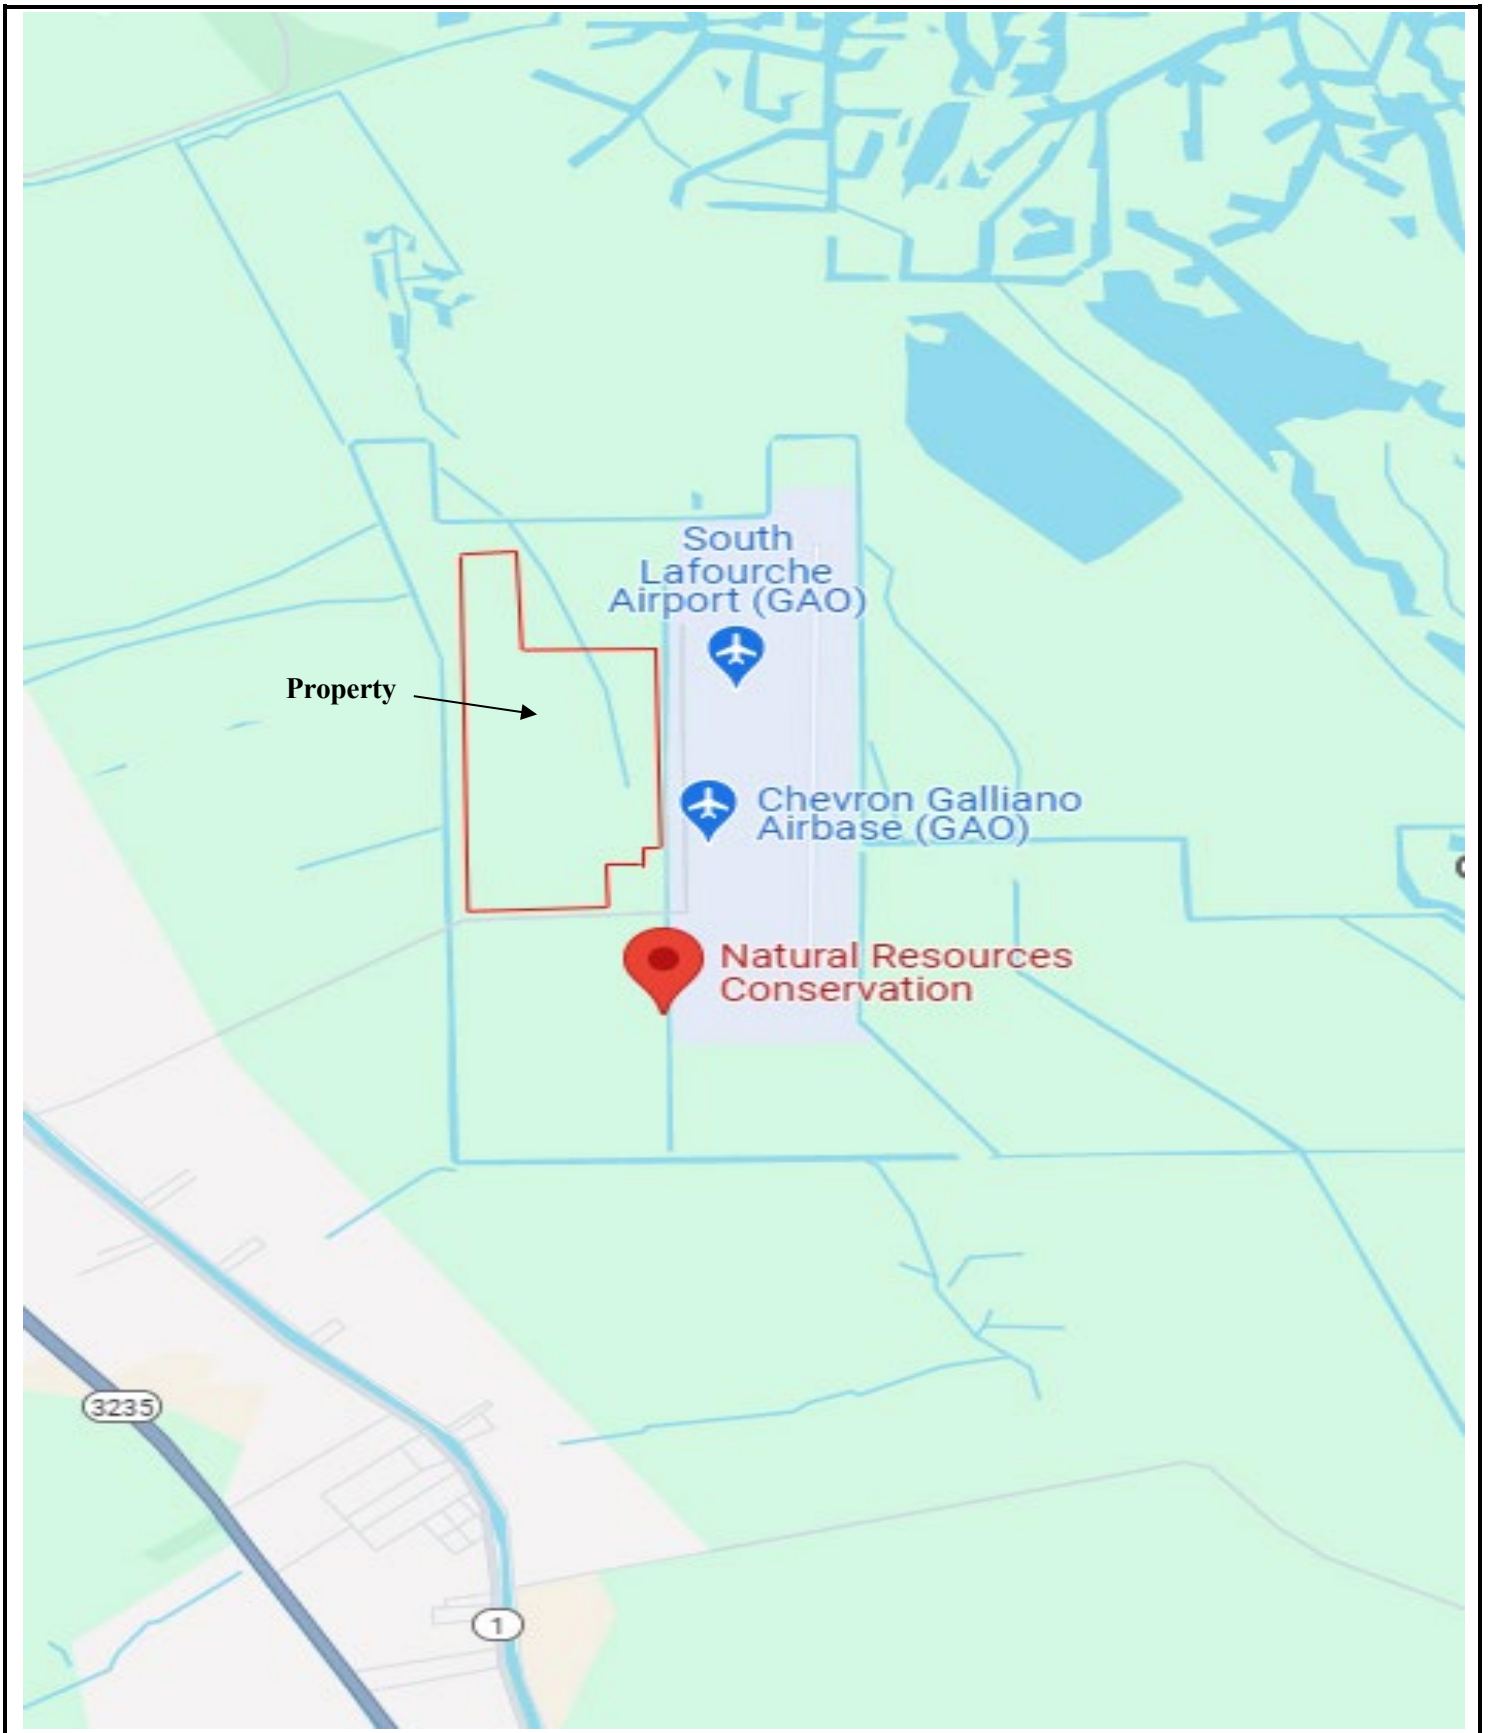 South
Lafourche
Airport (GAO)
Property
Chevron Galliano
Airbase (GAO)
Natural Resources
Conservation
3235
1